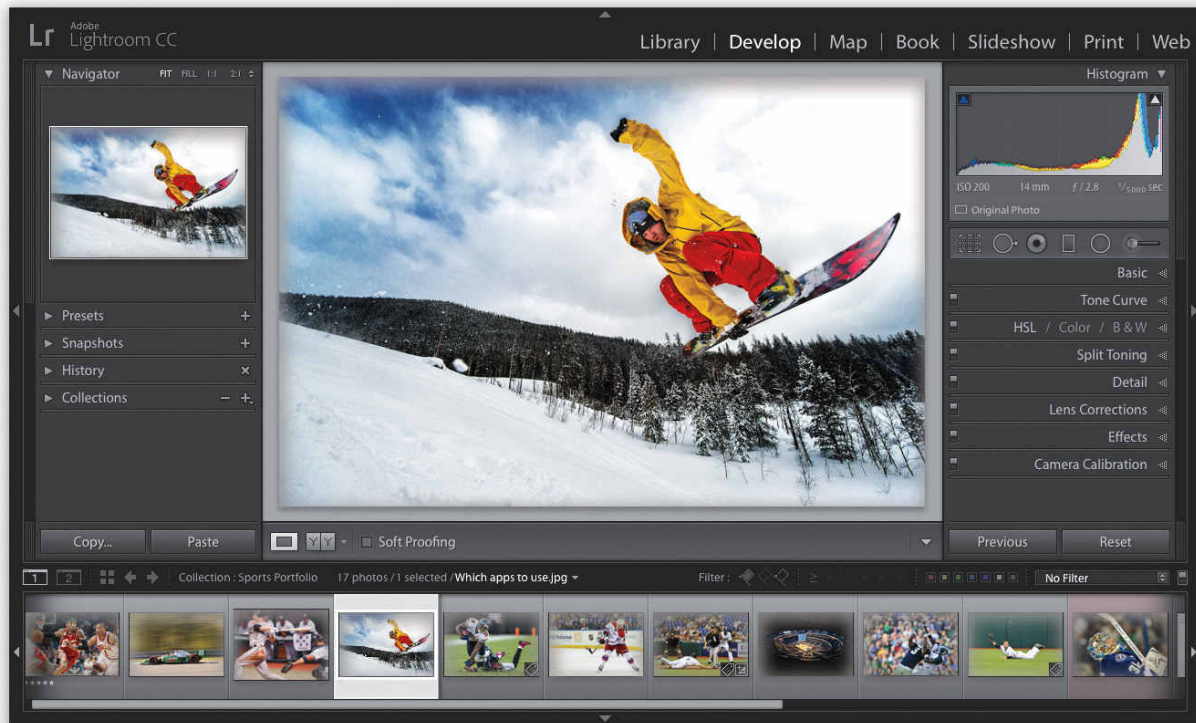 Lr
Adobe
Lightroom CC
Library | Develop | Map | Book | Slideshow | Print | Web
Navigator FIT FILL 1:1 2:1
Histogram
ISO 200 14 mm ƒ / 2.8 1/5000 sec
Original Photo
Basic
Tone Curve
HSL / Color / B & W
Split Toning
Detail
Lens Corrections
Effects
Camera Calibration
Presets +
Snapshots +
History ×
Collections − +
Copy... Paste
Y Y Soft Proofing
Previous Reset
1 2 Collection : Sports Portfolio 17 photos / 1 selected / Which apps to use.jpg Filter : ≥ No Filter